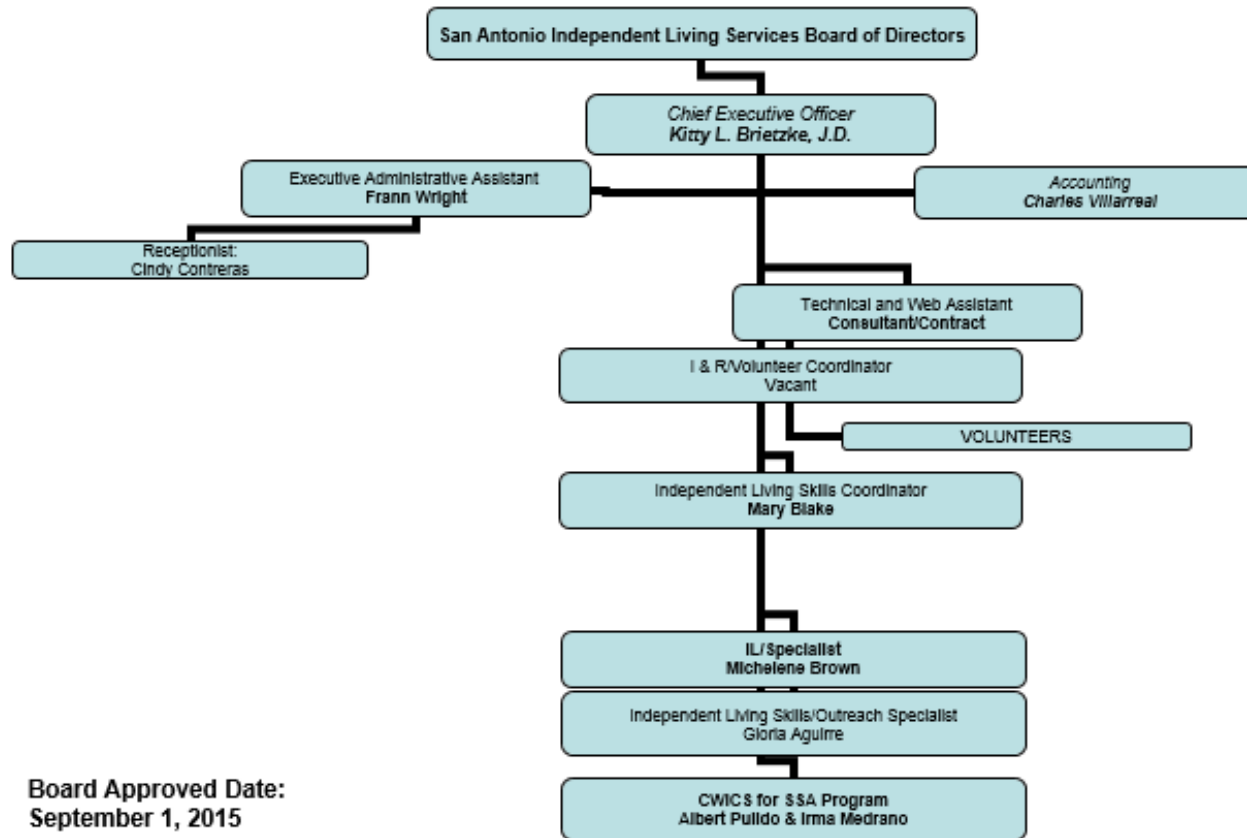 San Antonio Independent Living Services Board of Directors
Chief Executive Officer
Kitty L. Brietzke, J.D.
Executive Administrative Assistant
Frann Wright
Accounting
Charles Villarreal
Receptionist:
Cindy Contreras
Technical and Web Assistant
Consultant/Contract
I & R/Volunteer Coordinator
Vacant
VOLUNTEERS
Independent Living Skills Coordinator
Mary Blake
IL/Specialist
Michelene Brown
Independent Living Skills/Outreach Specialist
Gloria Aguirre
CWICS for SSA Program
Albert Pulido & Irma Medrano
Board Approved Date:
September 1, 2015